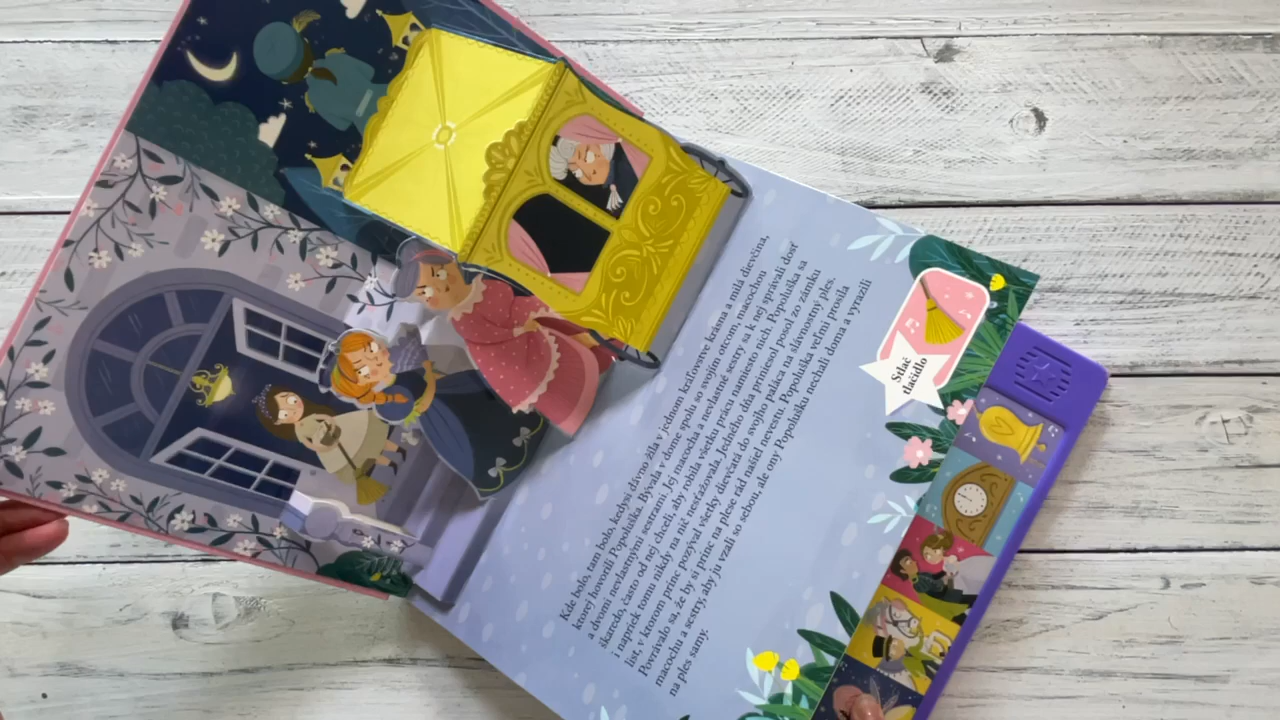 Kde bolo, tam bolo, kedysi dávno žila v jednom kráľovstve krásna a milá dievčina,
ktorej hovorili Popoluška. Bývala v dome spolu so svojím otcom, macochou
a dvomi nevlastnými sestrami. Jej macocha a nevlastné sestry sa k nej správali dosť
škaredo, často od nej chceli, aby robila všetku prácu namiesto nich. Popoluška sa
i napriek tomu nikdy na nič nesťažovala. Jedného dňa priniesol posol zo zámku
list, v ktorom princ pozýval všetky dievčatá do svojho paláca na slávnostný ples.
Povrávalo sa, že by si princ na plese rád našiel nevestu. Popoluška veľmi prosila
macochu a sestry, aby ju vzali so sebou, ale ony Popolušku nechali doma a vyrazili
na ples samy.
Stlač
tlačidlo